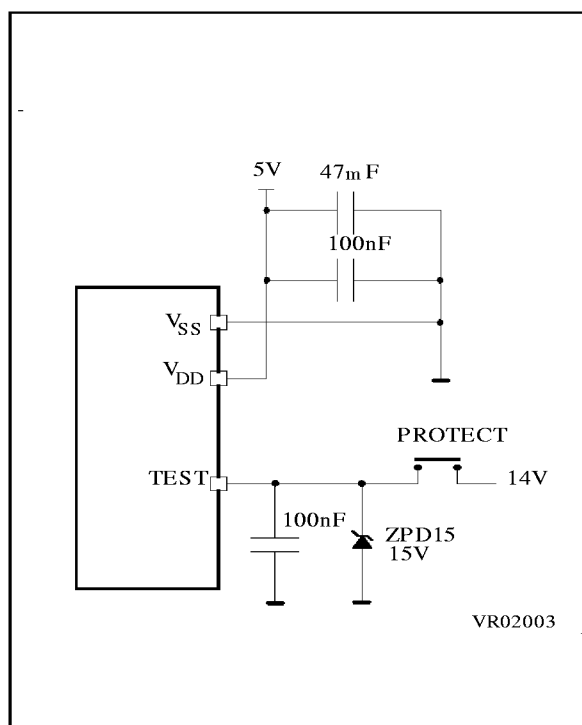 5V
47mF
100nF
VSS
VDD
PROTECT
TEST
14V
100nF
ZPD15
15V
VR02003